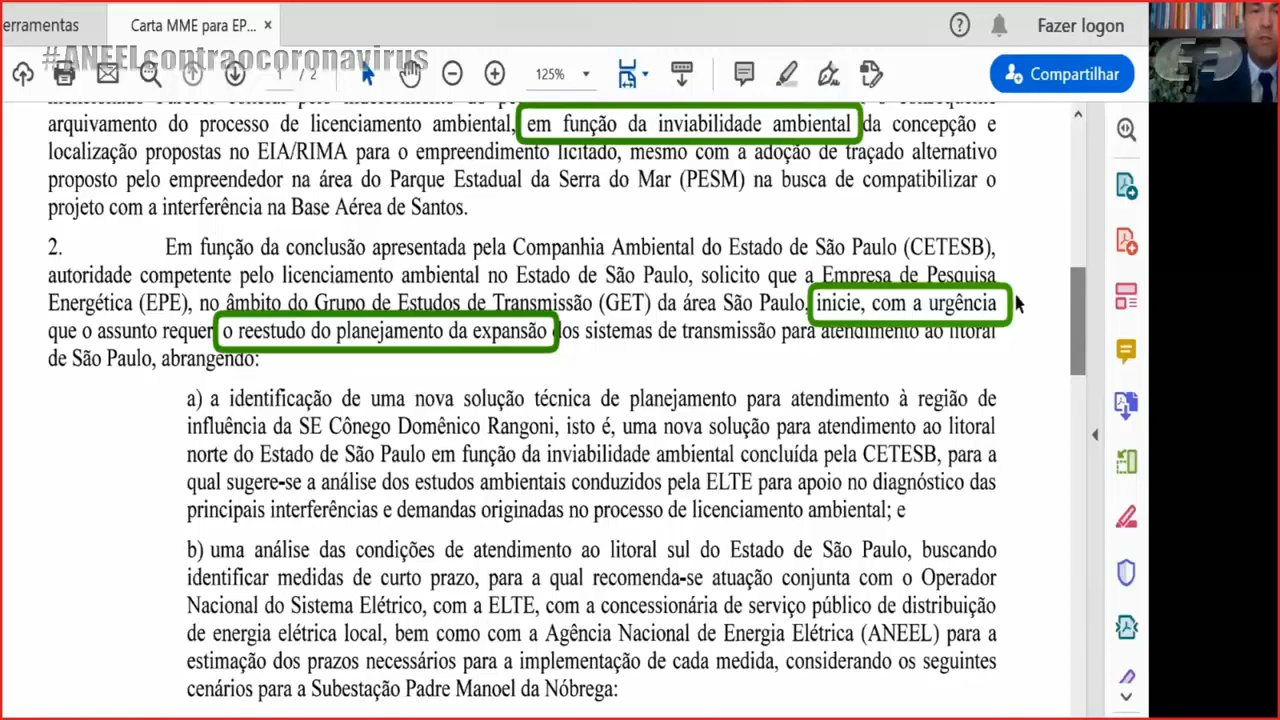 erramentas
Carta MME para EP... ×
Fazer logon
#ANEELcontraocoronavirus
1 / 2
125%
Compartilhar
arquivamento do processo de licenciamento ambiental, em função da inviabilidade ambiental da concepção e
localização propostas no EIA/RIMA para o empreendimento licitado, mesmo com a adoção de traçado alternativo
proposto pelo empreendedor na área do Parque Estadual da Serra do Mar (PESM) na busca de compatibilizar o
projeto com a interferência na Base Aérea de Santos.
2. Em função da conclusão apresentada pela Companhia Ambiental do Estado de São Paulo (CETESB),
autoridade competente pelo licenciamento ambiental no Estado de São Paulo, solicito que a Empresa de Pesquisa
Energética (EPE), no âmbito do Grupo de Estudos de Transmissão (GET) da área São Paulo, inicie, com a urgência
que o assunto requer o reestudo do planejamento da expansão dos sistemas de transmissão para atendimento ao litoral
de São Paulo, abrangendo:
a) a identificação de uma nova solução técnica de planejamento para atendimento à região de
influência da SE Cônego Domênico Rangoni, isto é, uma nova solução para atendimento ao litoral
norte do Estado de São Paulo em função da inviabilidade ambiental concluída pela CETESB, para a
qual sugere-se a análise dos estudos ambientais conduzidos pela ELTE para apoio no diagnóstico das
principais interferências e demandas originadas no processo de licenciamento ambiental; e
b) uma análise das condições de atendimento ao litoral sul do Estado de São Paulo, buscando
identificar medidas de curto prazo, para a qual recomenda-se atuação conjunta com o Operador
Nacional do Sistema Elétrico, com a ELTE, com a concessionária de serviço público de distribuição
de energia elétrica local, bem como com a Agência Nacional de Energia Elétrica (ANEEL) para a
estimação dos prazos necessários para a implementação de cada medida, considerando os seguintes
cenários para a Subestação Padre Manoel da Nóbrega: